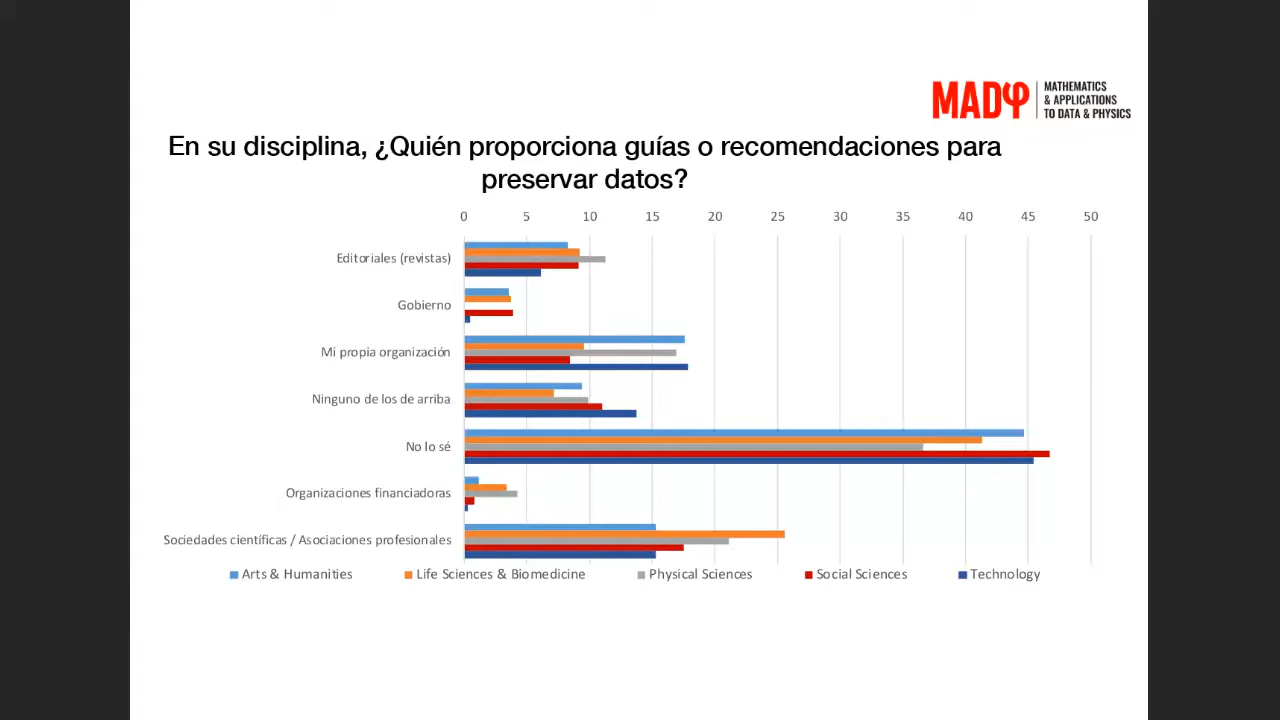 MADφ
MATHEMATICS
& APPLICATIONS
TO DATA & PHYSICS
En su disciplina, ¿Quién proporciona guías o recomendaciones para
preservar datos?
0 5 10 15 20 25 30 35 40 45 50
Editoriales (revistas)
Gobierno
Mi propia organización
Ninguno de los de arriba
No lo sé
Organizaciones financiadoras
Sociedades científicas / Asociaciones profesionales
Arts & Humanities Life Sciences & Biomedicine Physical Sciences Social Sciences Technology